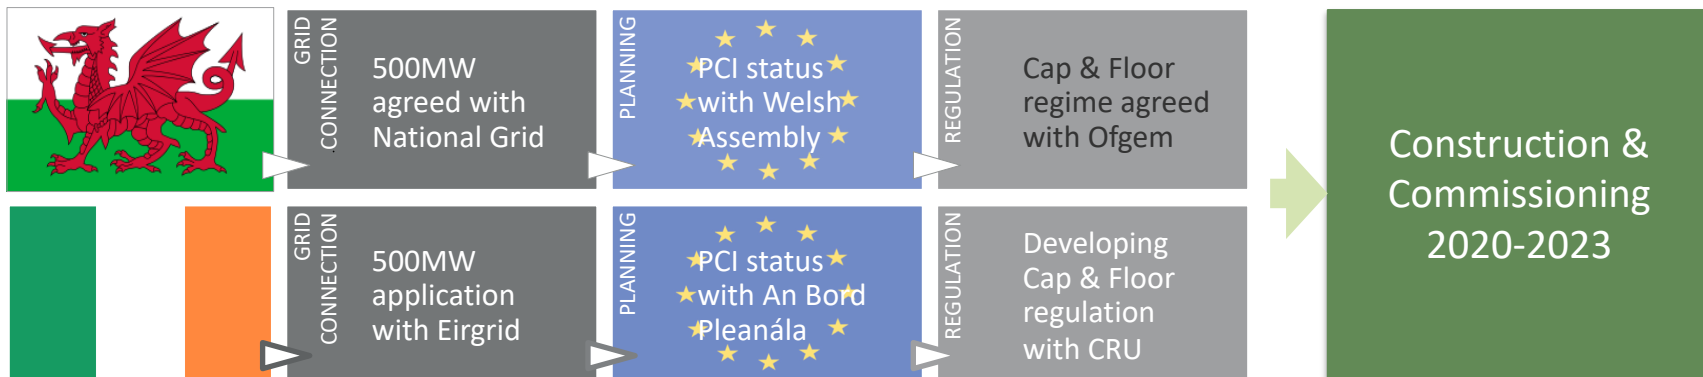 GRID
CONNECTION
500MW
agreed with
National Grid
PLANNING
PCI status
with Welsh
Assembly
REGULATION
Cap & Floor
regime agreed
with Ofgem
GRID
CONNECTION
500MW
application
with Eirgrid
PLANNING
PCI status
with An Bord
Pleanála
REGULATION
Developing
Cap & Floor
regulation
with CRU
Construction &
Commissioning
2020-2023